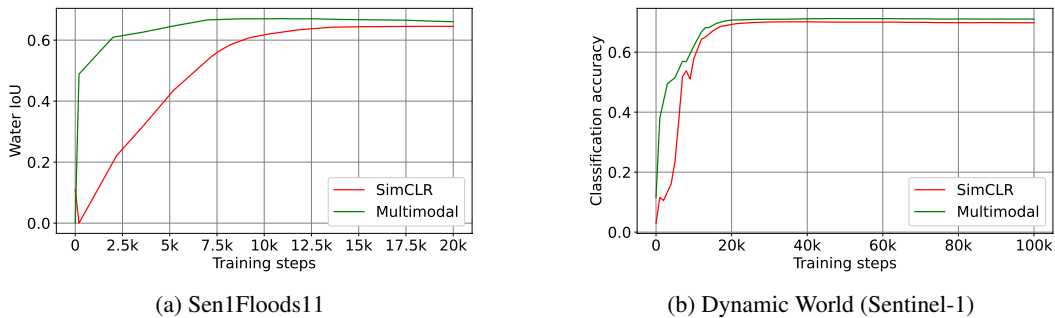 Water IoU
0.6
0.4
0.2
0.0
SimCLR
Multimodal
0 2.5k 5k 7.5k 10k 12.5k 15k 17.5k 20k
Training steps
(a) Sen1Floods11
Classification accuracy
0.6
0.4
0.2
0.0
SimCLR
Multimodal
0 20k 40k 60k 80k 100k
Training steps
(b) Dynamic World (Sentinel-1)